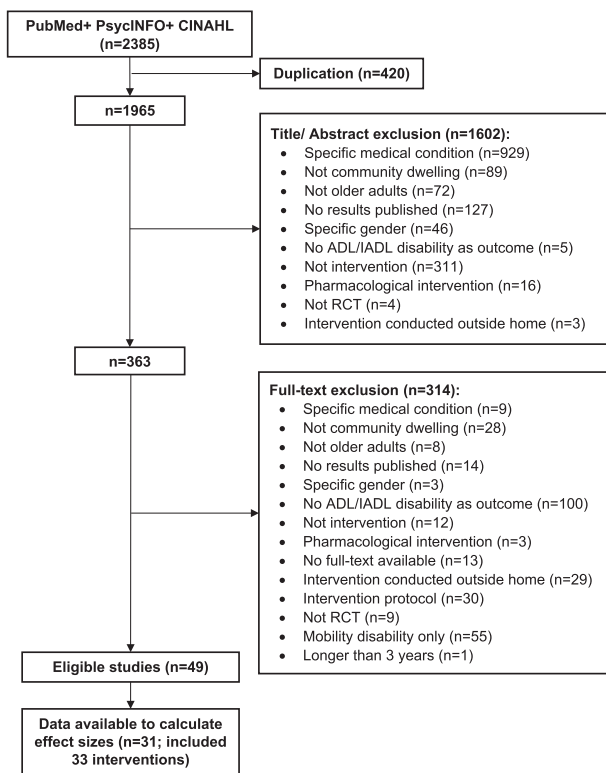 PubMed+ PsycINFO+ CINAHL
(n=2385)
Duplication (n=420)
n=1965
Title/ Abstract exclusion (n=1602):
• Specific medical condition (n=929)
• Not community dwelling (n=89)
• Not older adults (n=72)
• No results published (n=127)
• Specific gender (n=46)
• No ADL/IADL disability as outcome (n=5)
• Not intervention (n=311)
• Pharmacological intervention (n=16)
• Not RCT (n=4)
• Intervention conducted outside home (n=3)
n=363
Full-text exclusion (n=314):
• Specific medical condition (n=9)
• Not community dwelling (n=28)
• Not older adults (n=8)
• No results published (n=14)
• Specific gender (n=3)
• No ADL/IADL disability as outcome (n=100)
• Not intervention (n=12)
• Pharmacological intervention (n=3)
• No full-text available (n=13)
• Intervention conducted outside home (n=29)
• Intervention protocol (n=30)
• Not RCT (n=9)
• Mobility disability only (n=55)
• Longer than 3 years (n=1)
Eligible studies (n=49)
Data available to calculate
effect sizes (n=31; included
33 interventions)